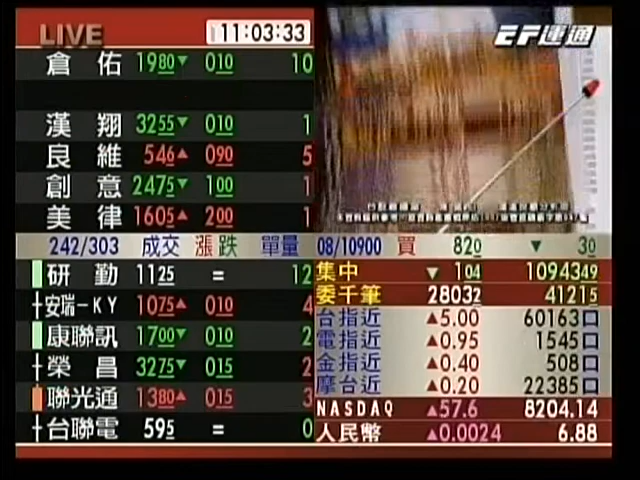 LIVE 11:03:33 EF運通
倉佑 1980▼ 010 10
漢翔 3255▼ 010 1
良維 546▲ 090 5
創意 2475▼ 100 1
美律 1605▲ 200 1
242/303 成交 漲跌 單量 08/10900 買 820 ▼ 30
研勤 1125 = 12
安瑞－KY 1075▲ 010 4
康聯訊 1700▼ 010 2
榮昌 3275▼ 015 2
聯光通 1380▲ 015 3
台聯電 595 = 0
集中 ▼ 104 1094349
委千筆 28032 41215
台指近 ▲5.00 60163口
電指近 ▲0.95 1545口
金指近 ▲0.40 508口
摩台近 ▲0.20 22385口
NASDAQ ▲57.6 8204.14
人民幣 ▲0.0024 6.88